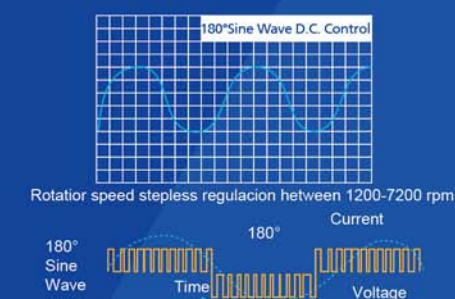 180°Sine Wave D.C. Control
Rotatior speed stepless regulacion hetween 1200-7200 rpm
Current
180°
180°
Sine
Wave
Time
Voltage